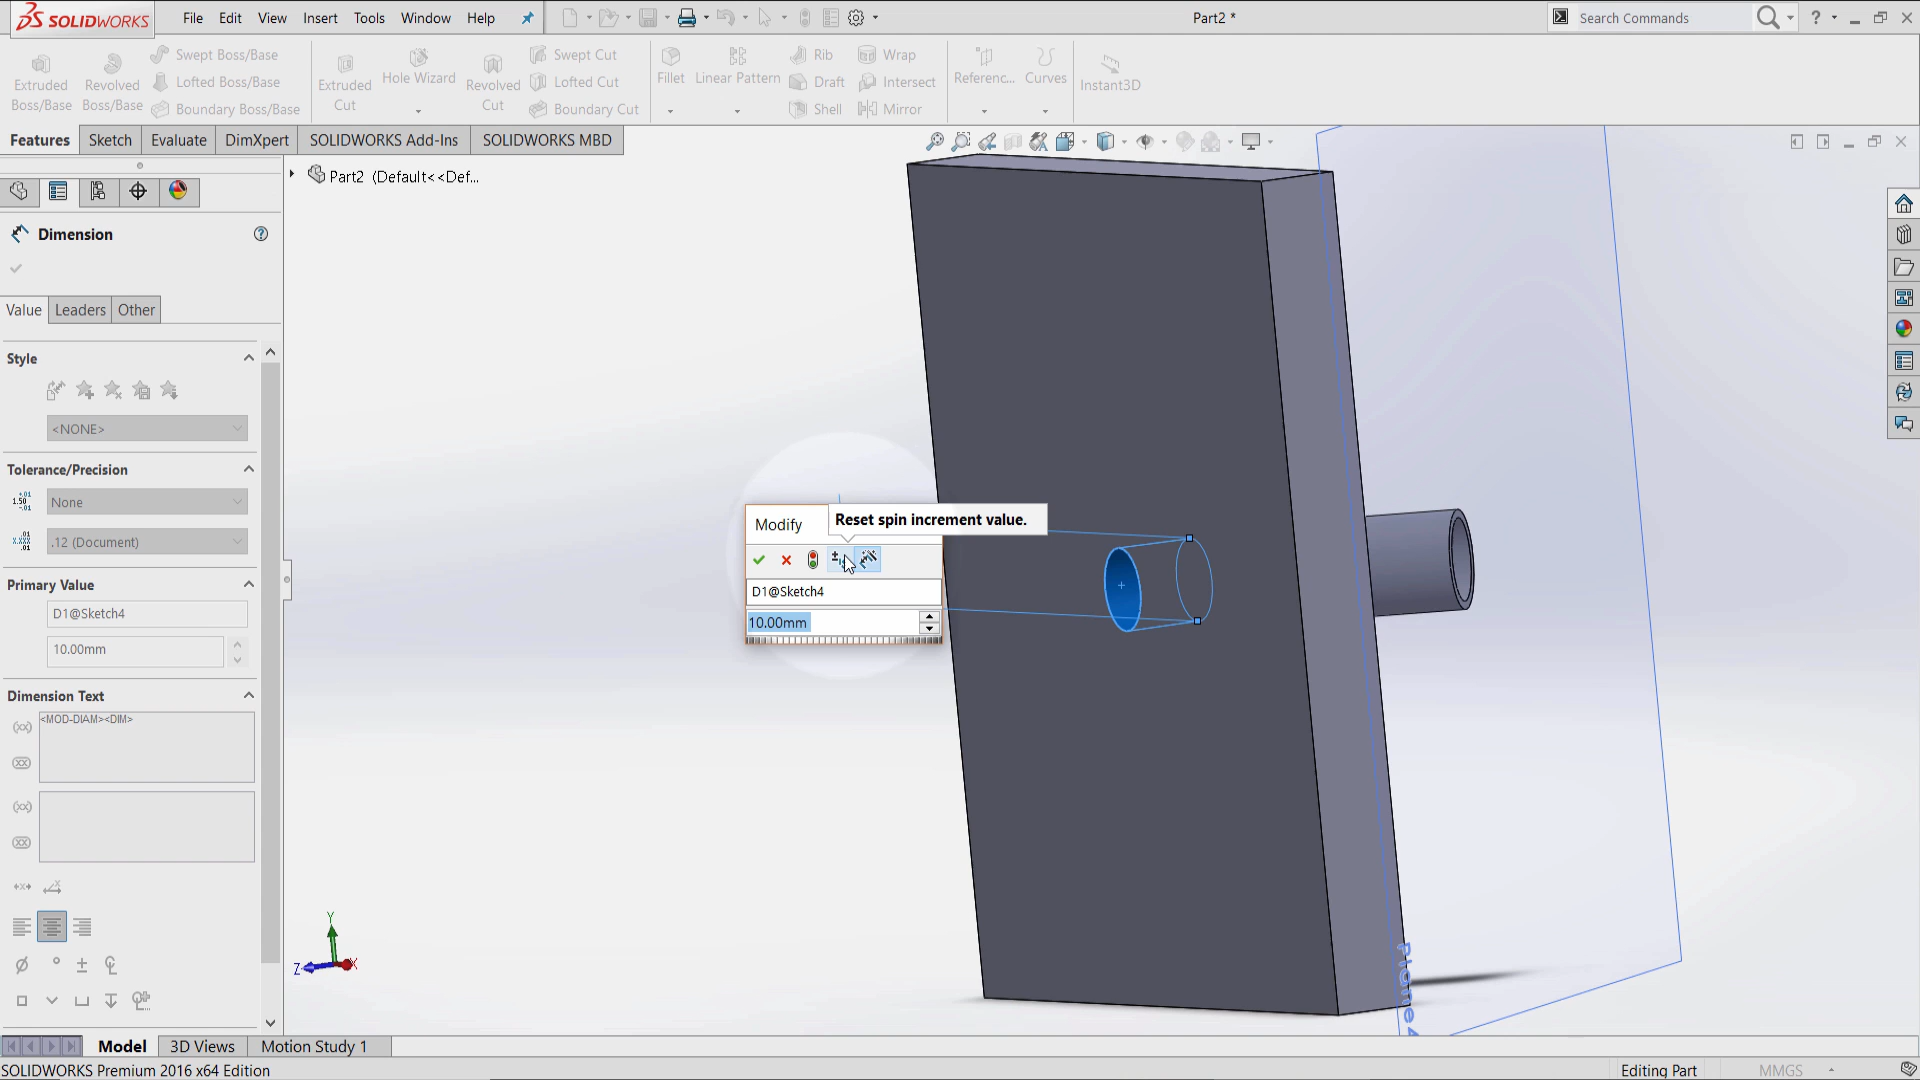 SOLIDWORKS
File Edit View Insert Tools Window Help
Part2 *
Search Commands
Extruded Boss/Base
Revolved Boss/Base
Swept Boss/Base
Lofted Boss/Base
Boundary Boss/Base
Extruded Cut
Hole Wizard
Revolved Cut
Swept Cut
Lofted Cut
Boundary Cut
Fillet
Linear Pattern
Rib
Draft
Shell
Wrap
Intersect
Mirror
Referenc...
Curves
Instant3D
Features Sketch Evaluate DimXpert SOLIDWORKS Add-Ins SOLIDWORKS MBD
Part2 (Default<<Def...
Dimension
Value Leaders Other
Style
<NONE>
Tolerance/Precision
None
.12 (Document)
Primary Value
D1@Sketch4
10.00mm
Dimension Text
<MOD-DIAM><DIM>
Modify
Reset spin increment value.
D1@Sketch4
10.00mm
Y
Z
X
Plane4
Model 3D Views Motion Study 1
SOLIDWORKS Premium 2016 x64 Edition
Editing Part
MMGS